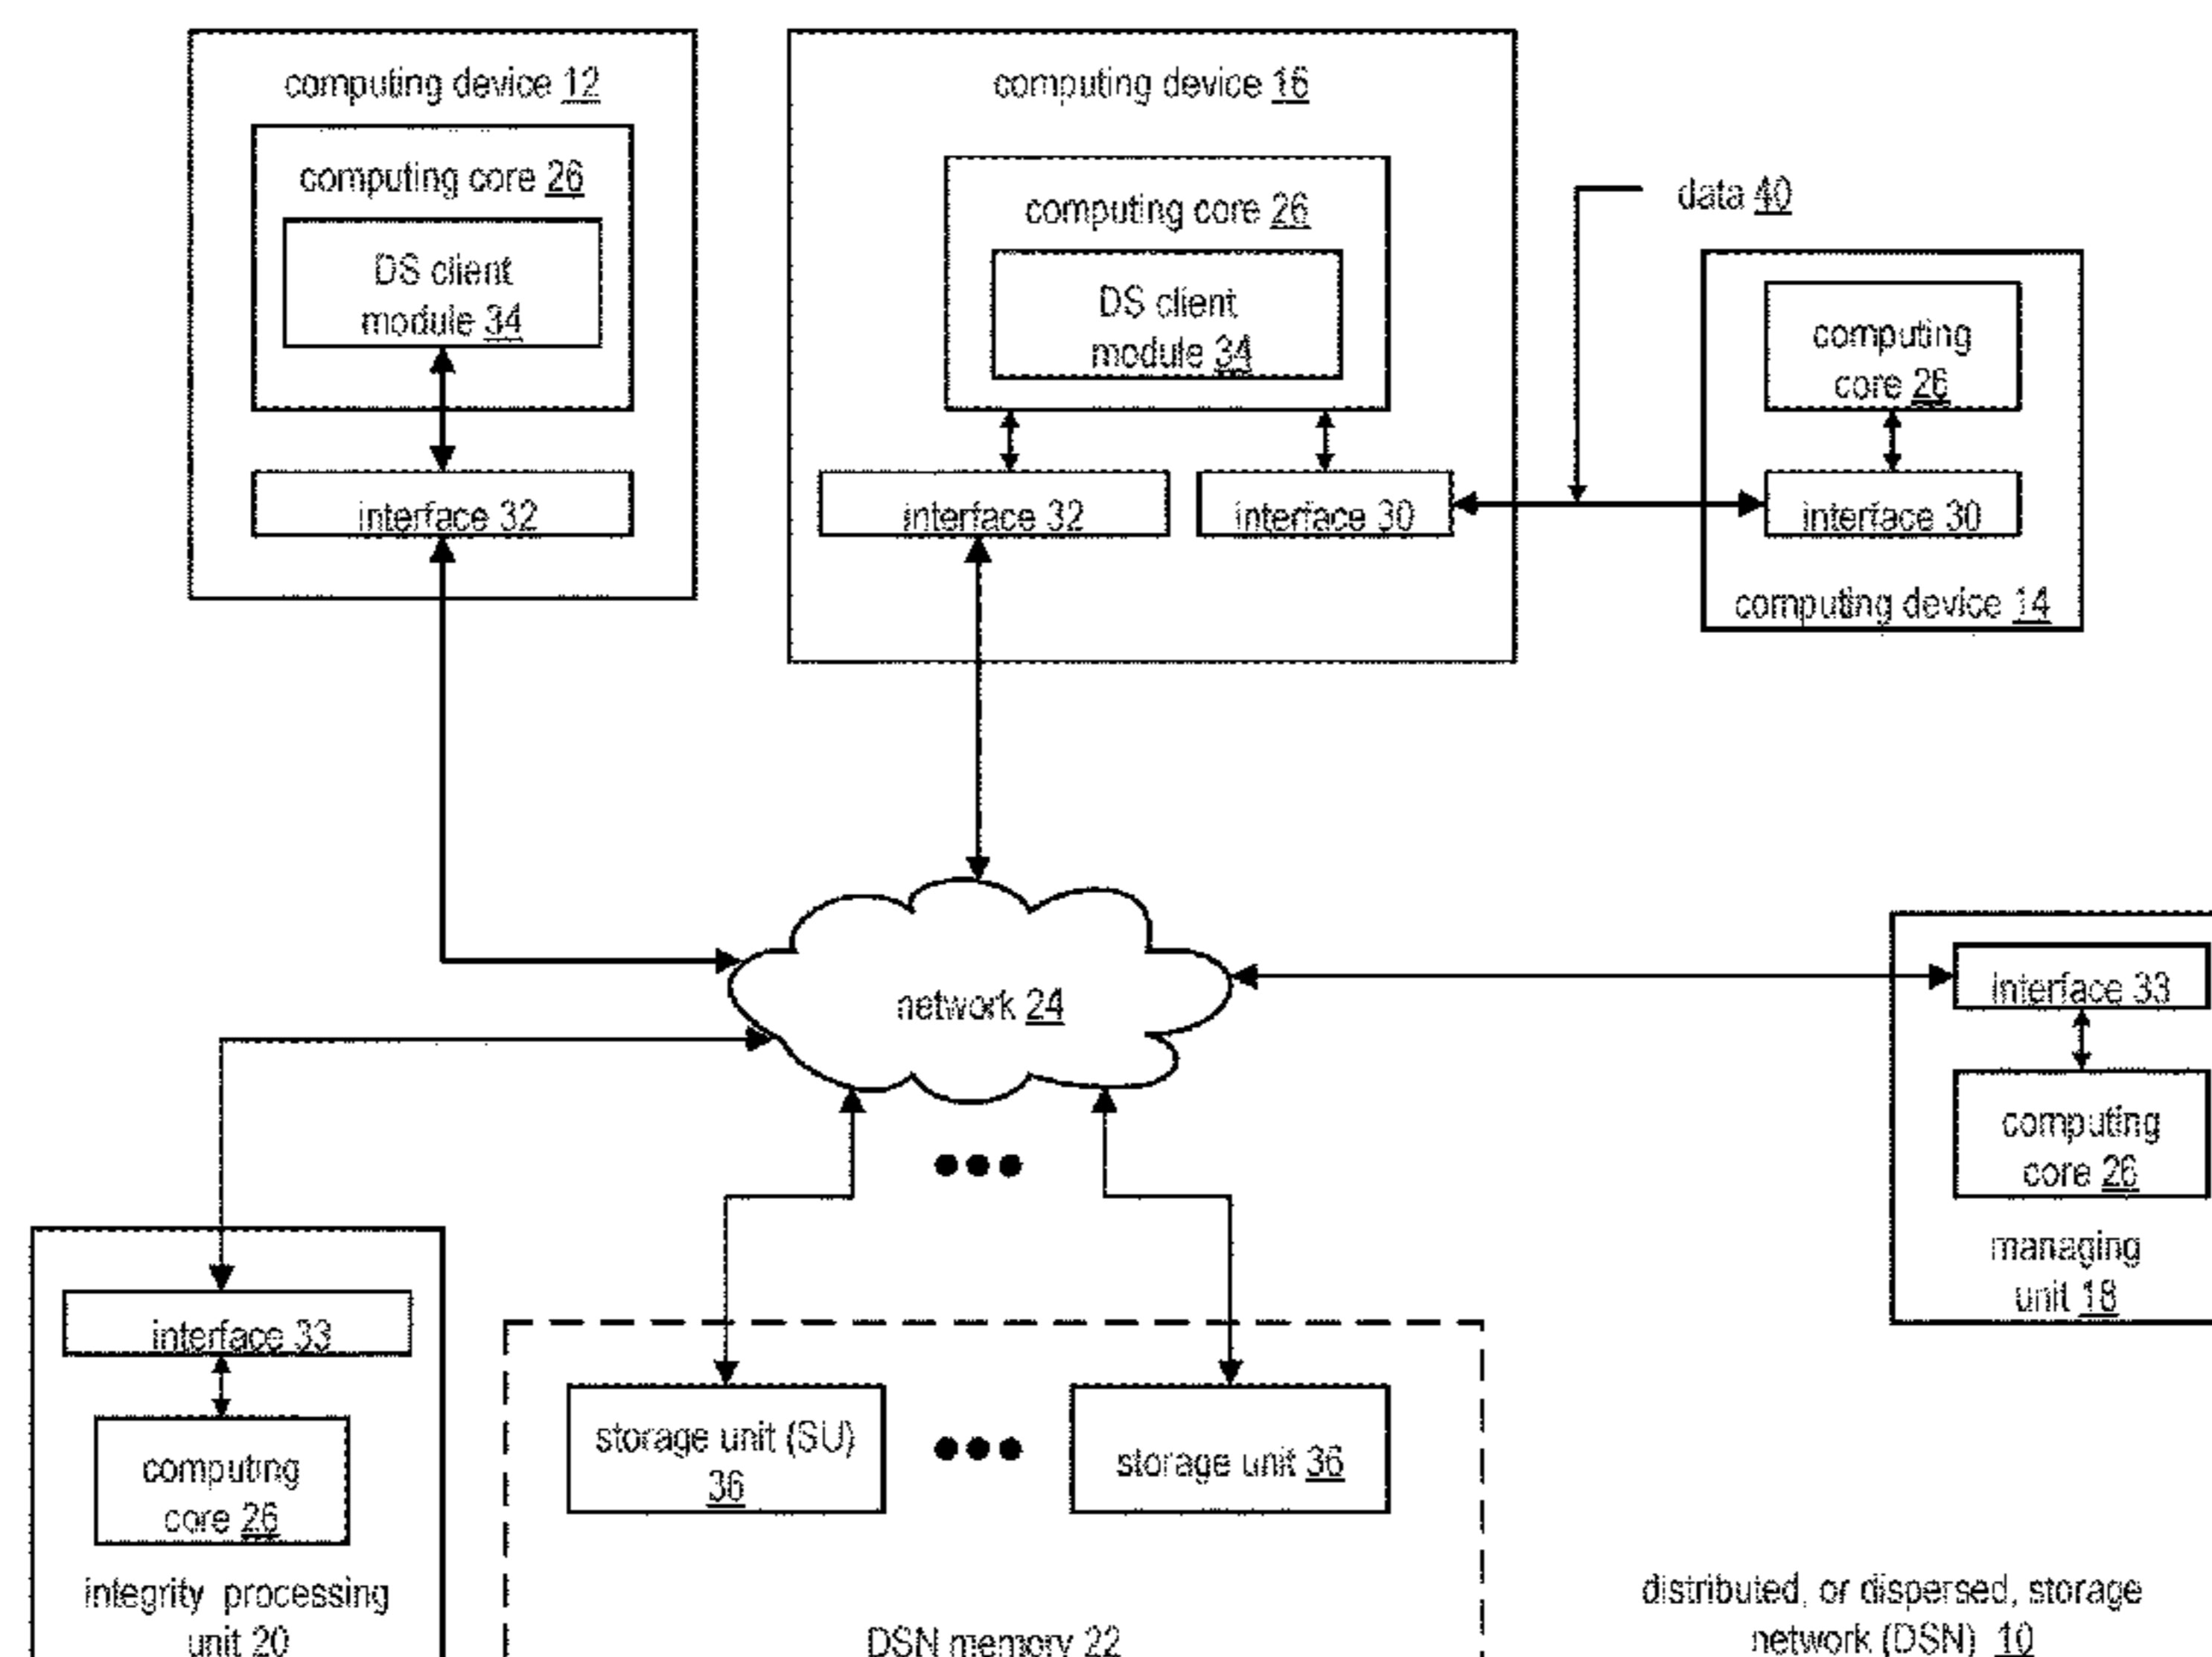 computing device 12
computing core 26
DS client
module 34
interface 32
computing device 16
computing core 26
DS client
module 34
interface 32
interface 30
data 40
computing
core 26
interface 30
computing device 14
network 24
interface 33
computing
core 26
managing
unit 18
interface 33
computing
core 26
integrity processing
unit 20
storage unit (SU)
36
storage unit 36
DSN memory 22
distributed, or dispersed, storage
network (DSN) 10